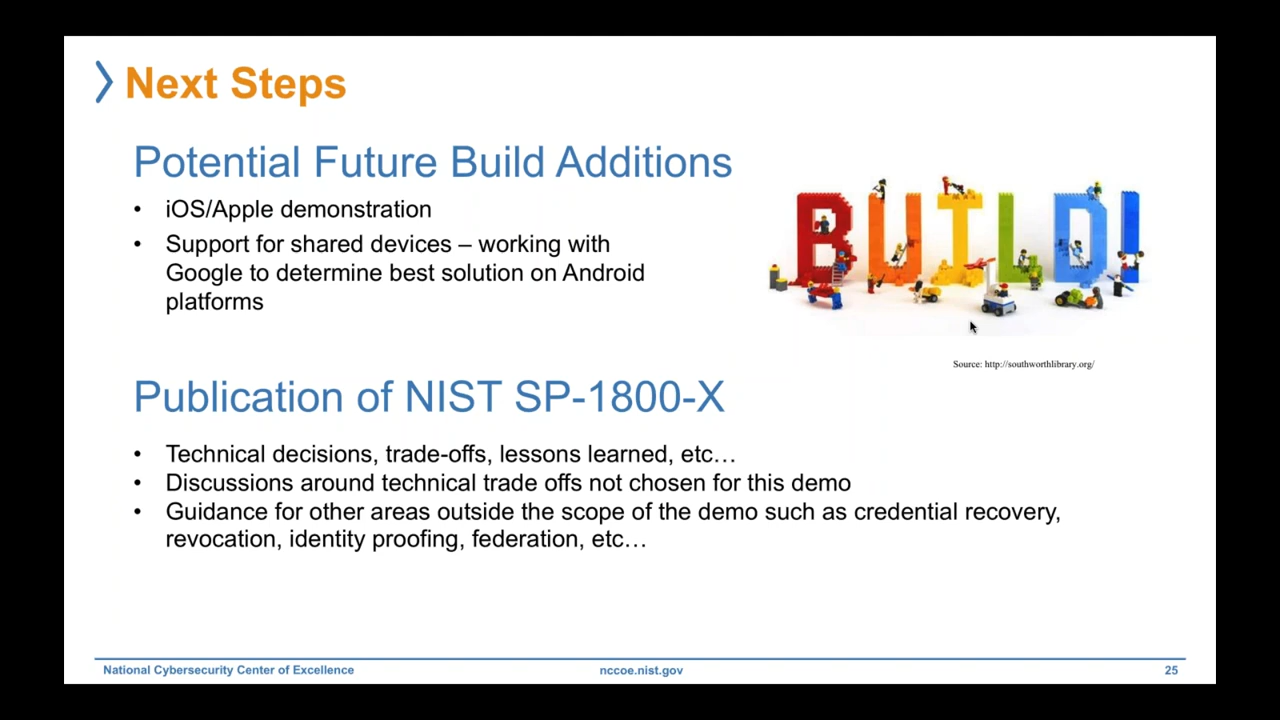 Next Steps
Potential Future Build Additions
• iOS/Apple demonstration
• Support for shared devices – working with
Google to determine best solution on Android
platforms
BUILD!
Source: http://southworthlibrary.org/
Publication of NIST SP-1800-X
• Technical decisions, trade-offs, lessons learned, etc…
• Discussions around technical trade offs not chosen for this demo
• Guidance for other areas outside the scope of the demo such as credential recovery,
revocation, identity proofing, federation, etc…
National Cybersecurity Center of Excellence
nccoe.nist.gov
25